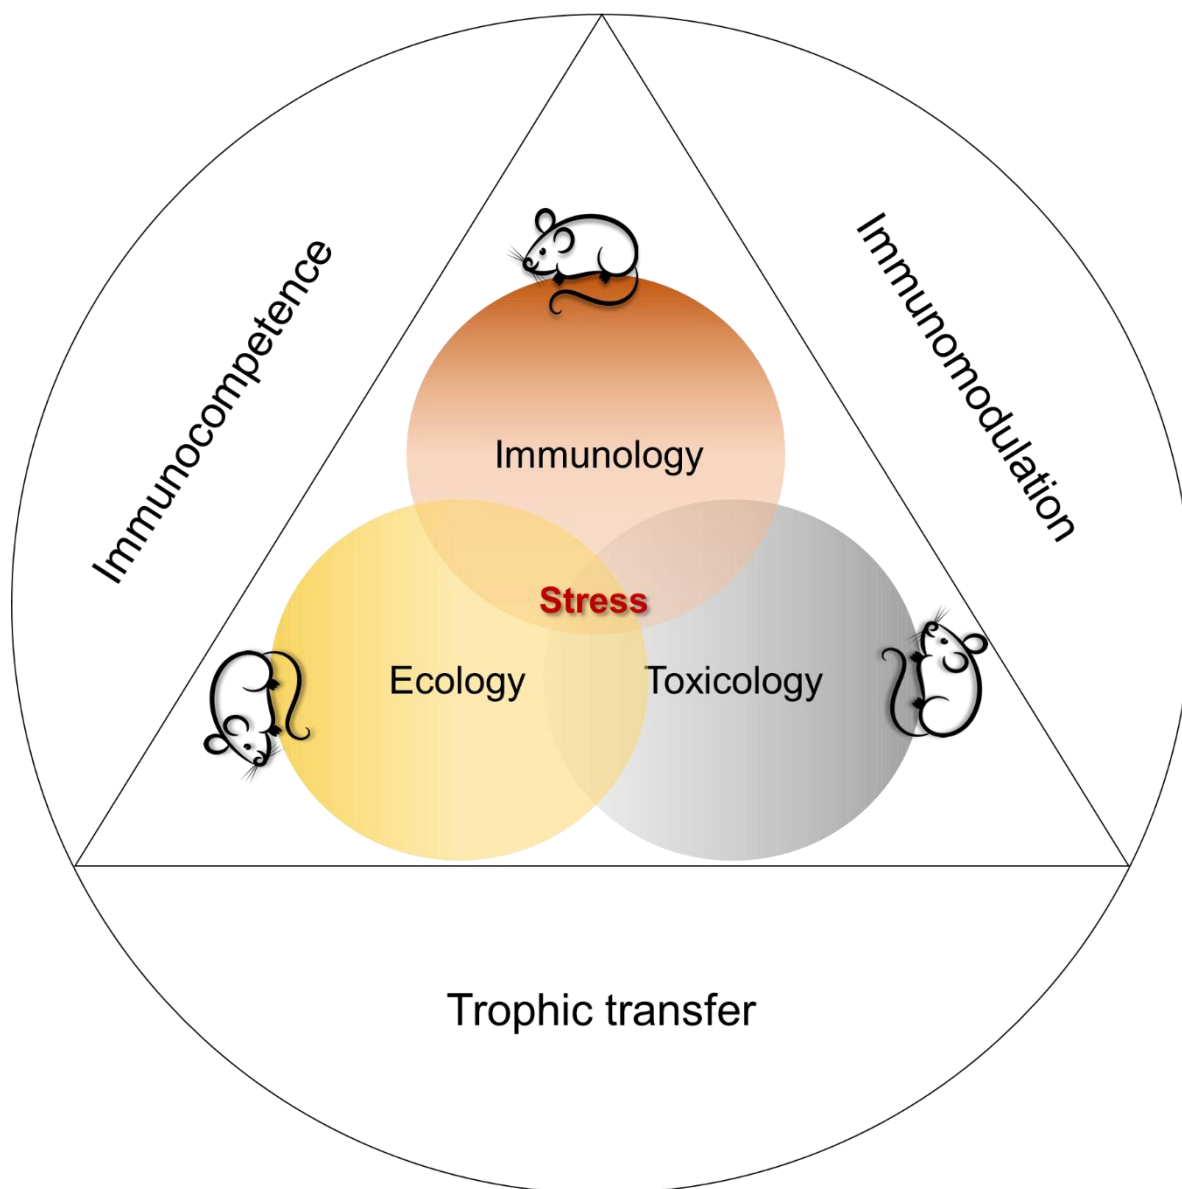 Immunocompetence
Immunomodulation
Immunology
Stress
Ecology
Toxicology
Trophic transfer